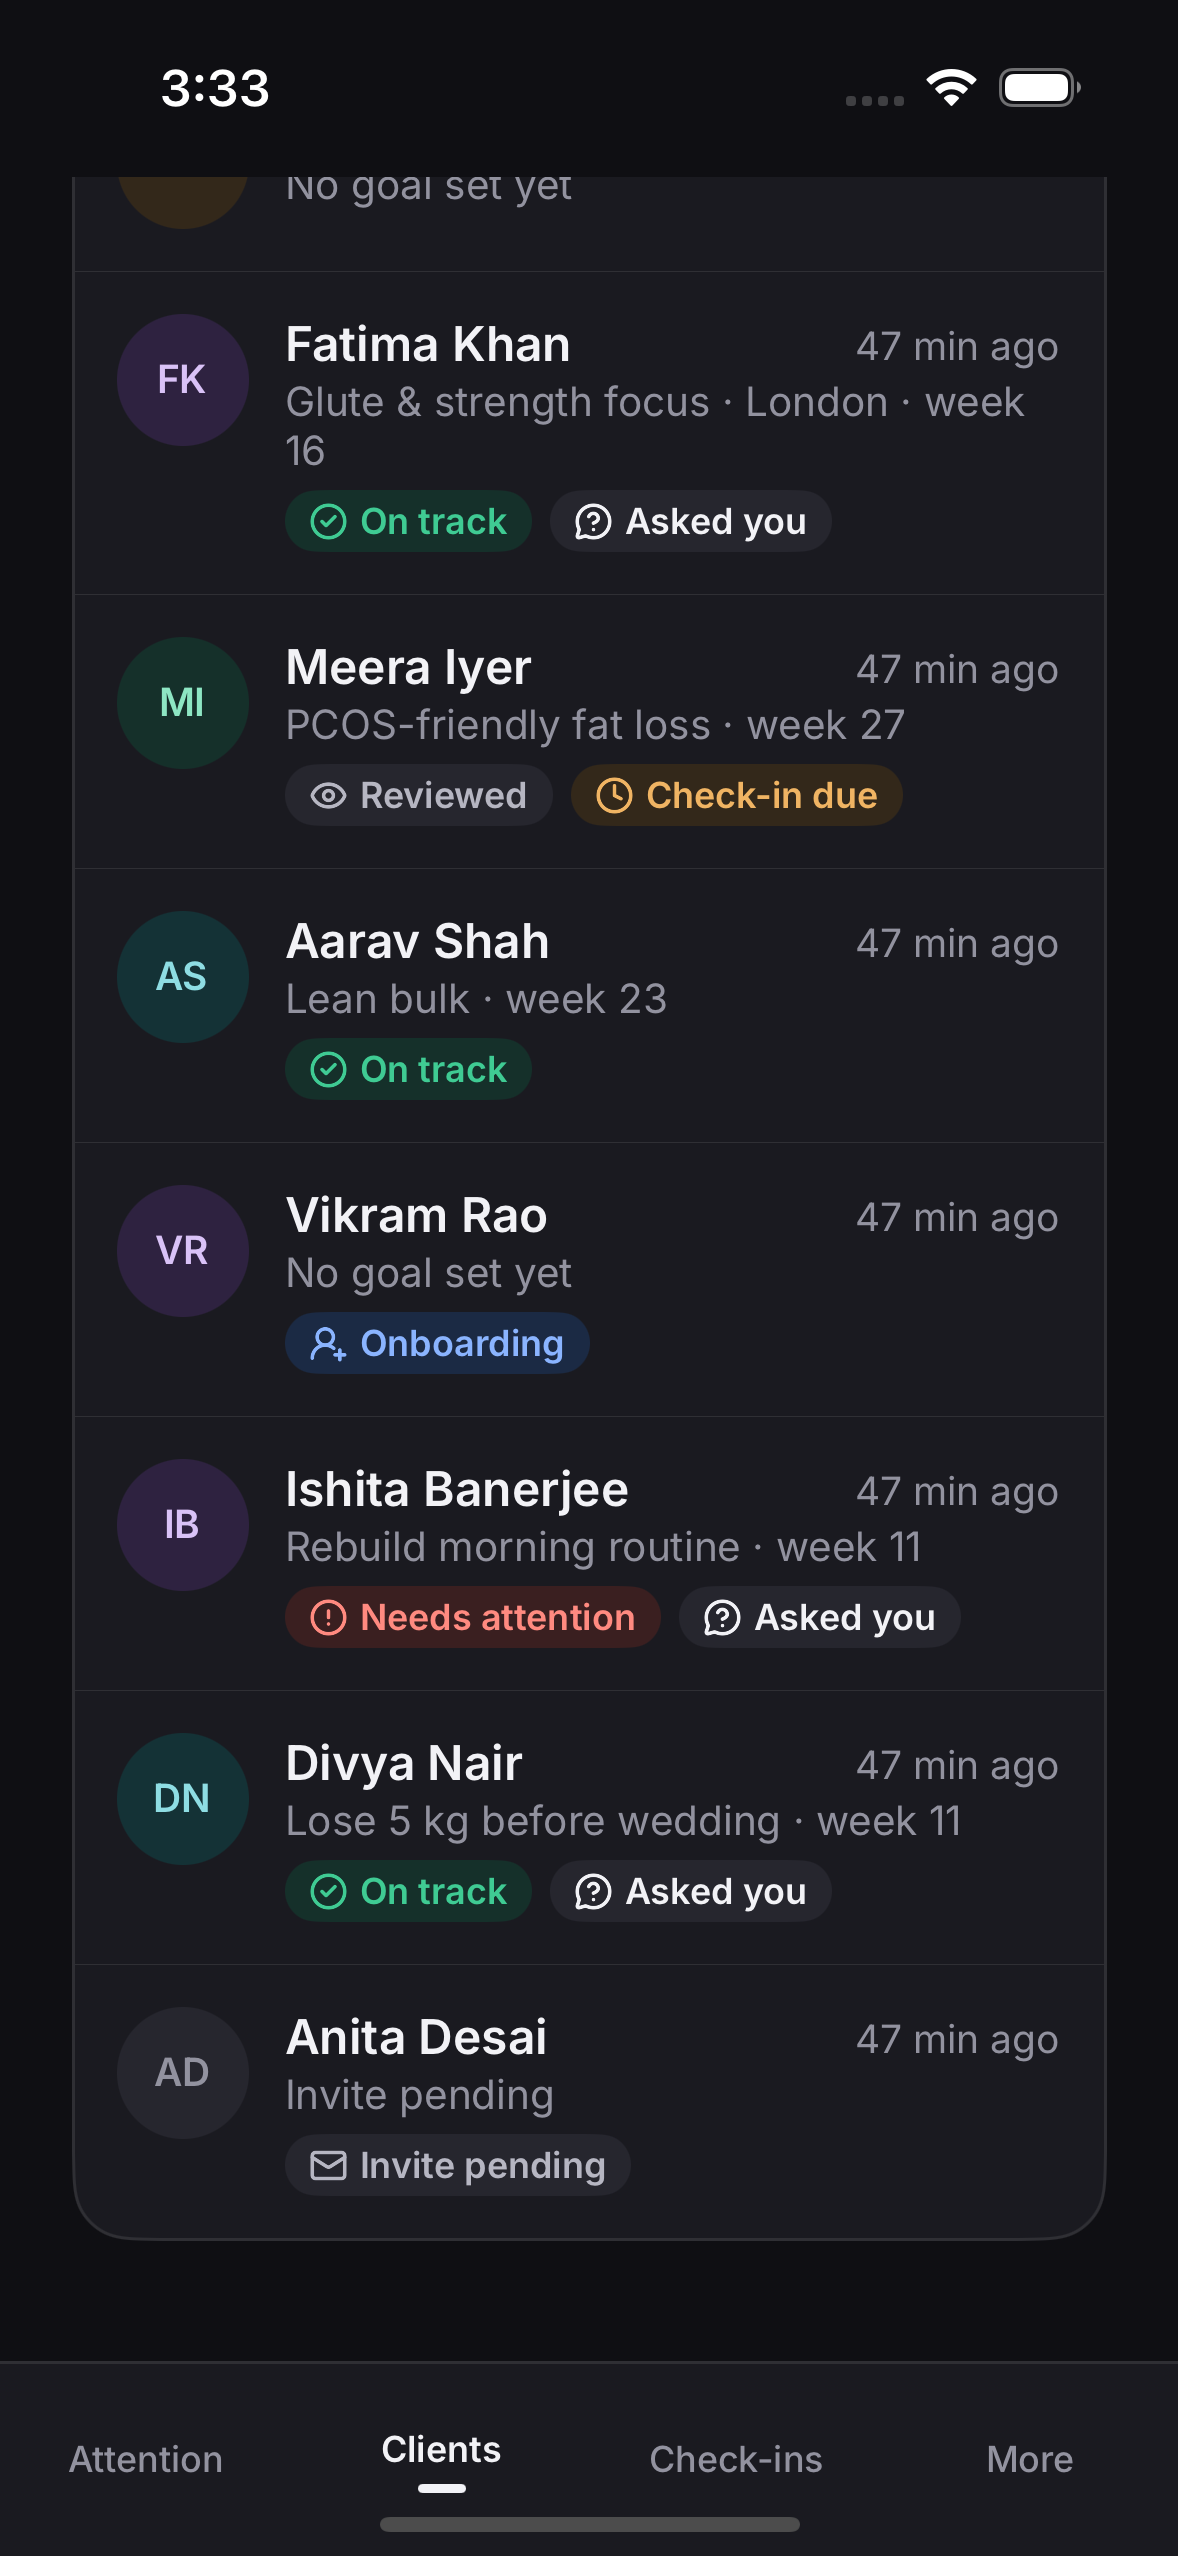 3:33
No goal set yet
FK
Fatima Khan
47 min ago
Glute & strength focus · London · week
16
On track
Asked you
MI
Meera Iyer
47 min ago
PCOS-friendly fat loss · week 27
Reviewed
Check-in due
AS
Aarav Shah
47 min ago
Lean bulk · week 23
On track
VR
Vikram Rao
47 min ago
No goal set yet
Onboarding
IB
Ishita Banerjee
47 min ago
Rebuild morning routine · week 11
Needs attention
Asked you
DN
Divya Nair
47 min ago
Lose 5 kg before wedding · week 11
On track
Asked you
AD
Anita Desai
47 min ago
Invite pending
Invite pending
Attention
Clients
Check-ins
More